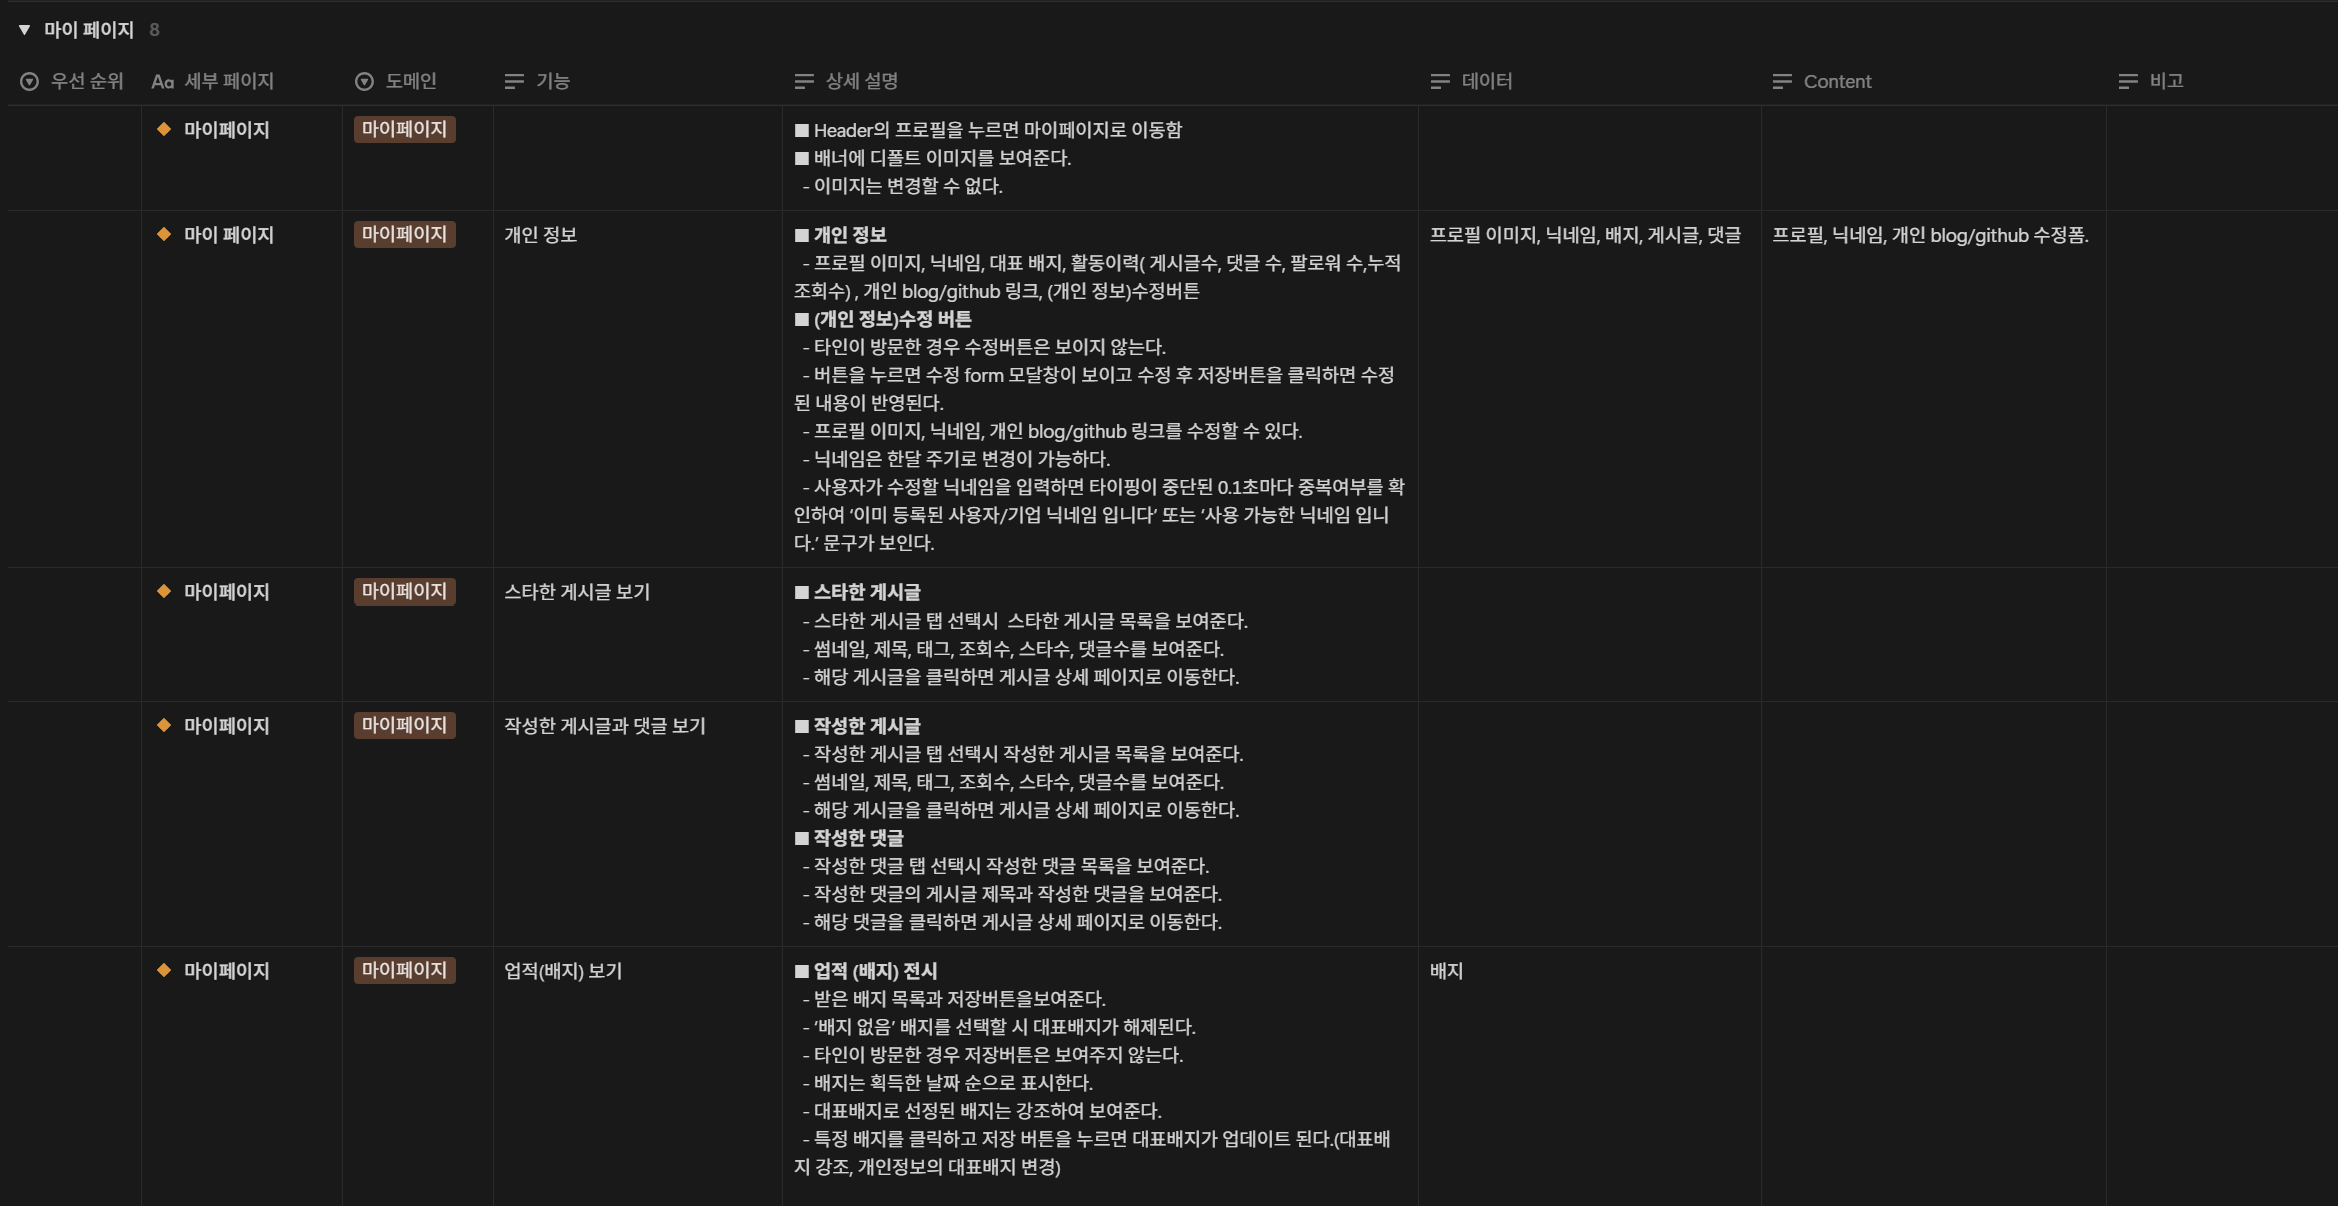 ▼ 마이 페이지 8
우선 순위 Aa 세부 페이지 도메인 기능 상세 설명 데이터 Content 비고
마이페이지 마이페이지
■ Header의 프로필을 누르면 마이페이지로 이동함
■ 배너에 디폴트 이미지를 보여준다.
- 이미지는 변경할 수 없다.
마이 페이지 마이페이지 개인 정보
■ 개인 정보
- 프로필 이미지, 닉네임, 대표 배지, 활동이력( 게시글수, 댓글 수, 팔로워 수,누적
조회수) , 개인 blog/github 링크, (개인 정보)수정버튼
■ (개인 정보)수정 버튼
- 타인이 방문한 경우 수정버튼은 보이지 않는다.
- 버튼을 누르면 수정 form 모달창이 보이고 수정 후 저장버튼을 클릭하면 수정
된 내용이 반영된다.
- 프로필 이미지, 닉네임, 개인 blog/github 링크를 수정할 수 있다.
- 닉네임은 한달 주기로 변경이 가능하다.
- 사용자가 수정할 닉네임을 입력하면 타이핑이 중단된 0.1초마다 중복여부를 확
인하여 ‘이미 등록된 사용자/기업 닉네임 입니다’ 또는 ‘사용 가능한 닉네임 입니
다.’ 문구가 보인다.
프로필 이미지, 닉네임, 배지, 게시글, 댓글
프로필, 닉네임, 개인 blog/github 수정폼.
마이페이지 마이페이지 스타한 게시글 보기
■ 스타한 게시글
- 스타한 게시글 탭 선택시 스타한 게시글 목록을 보여준다.
- 썸네일, 제목, 태그, 조회수, 스타수, 댓글수를 보여준다.
- 해당 게시글을 클릭하면 게시글 상세 페이지로 이동한다.
마이페이지 마이페이지 작성한 게시글과 댓글 보기
■ 작성한 게시글
- 작성한 게시글 탭 선택시 작성한 게시글 목록을 보여준다.
- 썸네일, 제목, 태그, 조회수, 스타수, 댓글수를 보여준다.
- 해당 게시글을 클릭하면 게시글 상세 페이지로 이동한다.
■ 작성한 댓글
- 작성한 댓글 탭 선택시 작성한 댓글 목록을 보여준다.
- 작성한 댓글의 게시글 제목과 작성한 댓글을 보여준다.
- 해당 댓글을 클릭하면 게시글 상세 페이지로 이동한다.
마이페이지 마이페이지 업적(배지) 보기
■ 업적 (배지) 전시
- 받은 배지 목록과 저장버튼을보여준다.
- ‘배지 없음’ 배지를 선택할 시 대표배지가 해제된다.
- 타인이 방문한 경우 저장버튼은 보여주지 않는다.
- 배지는 획득한 날짜 순으로 표시한다.
- 대표배지로 선정된 배지는 강조하여 보여준다.
- 특정 배지를 클릭하고 저장 버튼을 누르면 대표배지가 업데이트 된다.(대표배
지 강조, 개인정보의 대표배지 변경)
배지